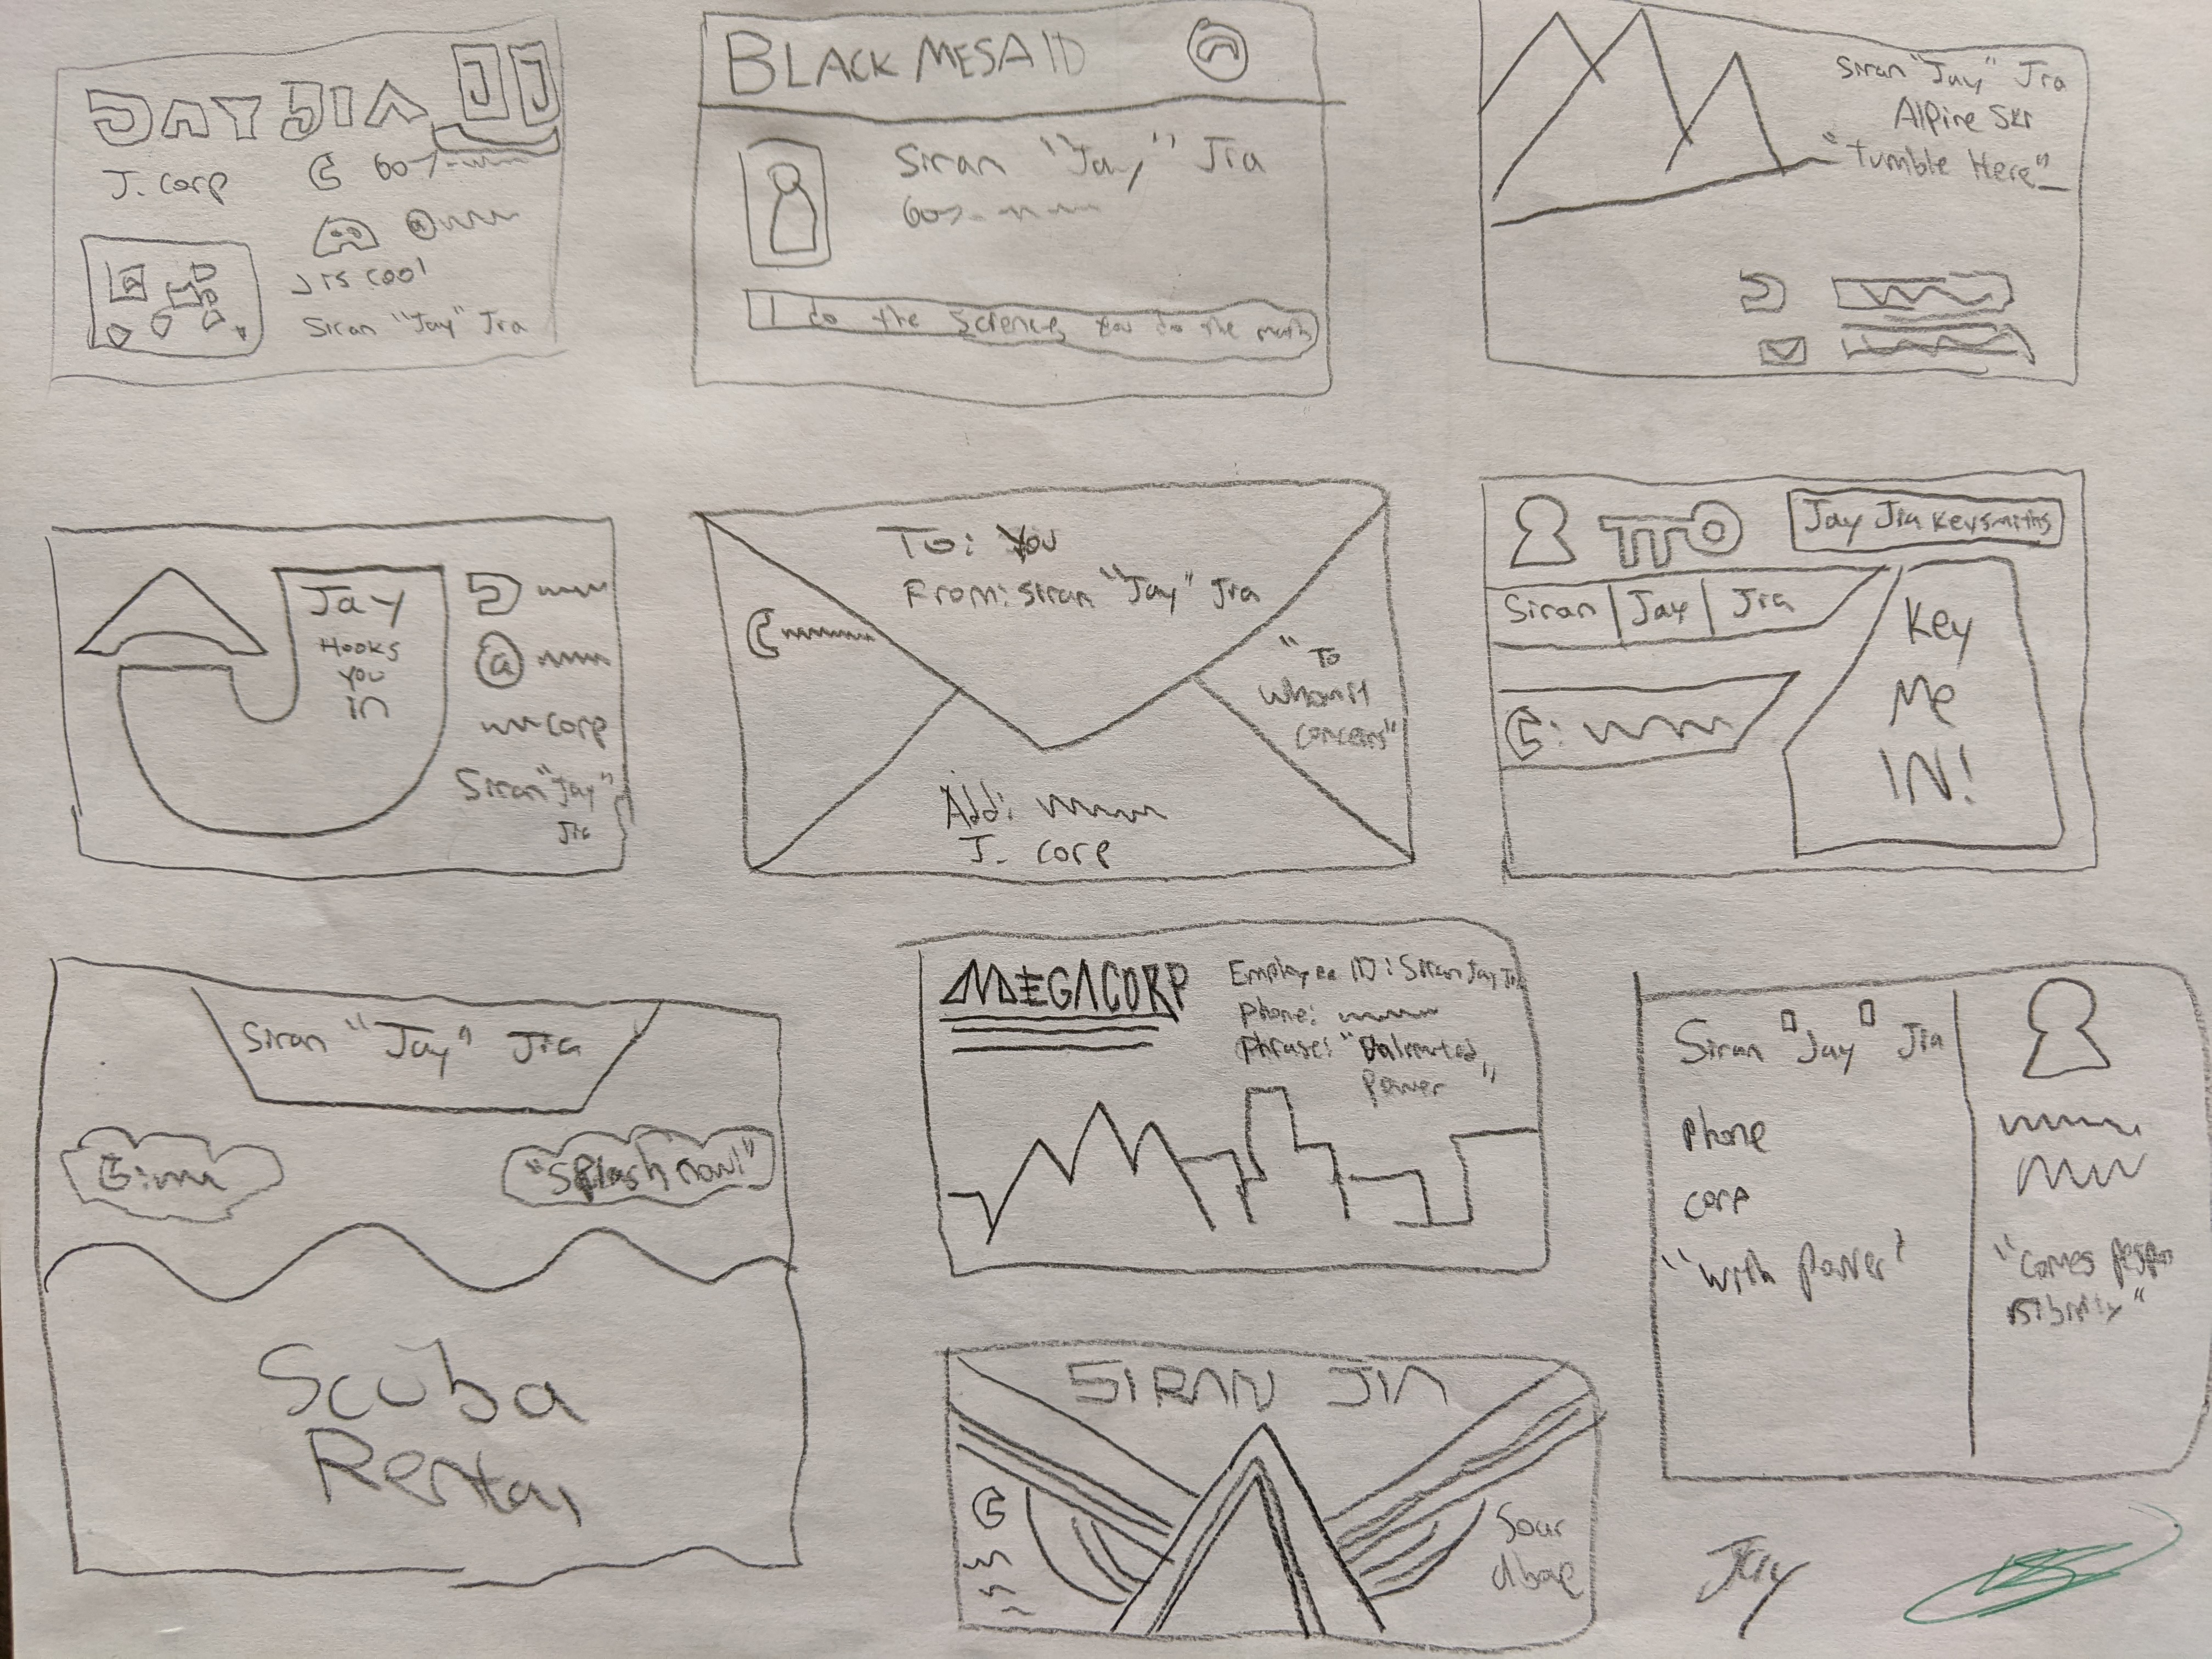 JAY JIA JJ
J. corp
607-
@
J is cool
Siran "Jay" Jia
BLACK MESA ID
Siran "Jay" Jia
607-
I do the science, you do the math
Siran "Jay" Jia
Alpine Ski
"Tumble Here"
Jay
Hooks
you
in
@
corp
Siran "Jay"
Jia
To: You
From: Siran "Jay" Jia
"To
whom it
concerns"
Add:
J. corp
Jay Jia Keysmiths
Siran | Jay | Jia
Key
Me
IN!
Siran "Jay" Jia
"Splash now!"
Scuba
Rental
MEGACORP
Employee ID: Siran Jay Jia
Phone:
Phrase: "
Power"
Siran "Jay" Jia
Phone
corp
"With power"
"comes respon
sibility"
SIRAN JIA
Soar
Above
Jay